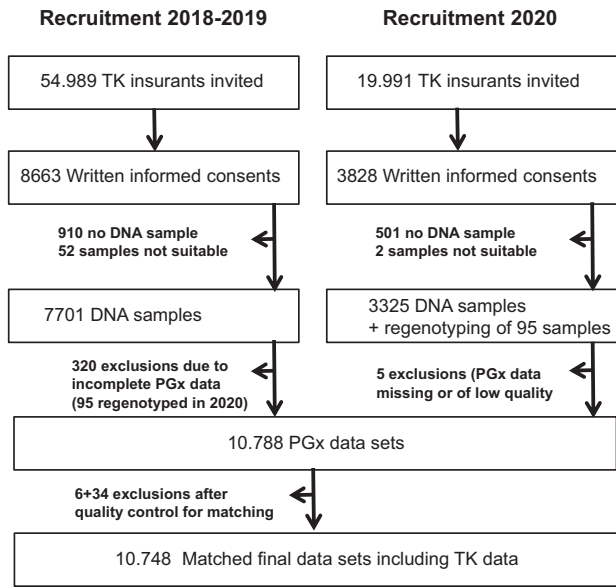 Recruitment 2018-2019
Recruitment 2020
54.989 TK insurants invited
19.991 TK insurants invited
8663 Written informed consents
3828 Written informed consents
910 no DNA sample
52 samples not suitable
501 no DNA sample
2 samples not suitable
7701 DNA samples
3325 DNA samples
+ regenotyping of 95 samples
320 exclusions due to
incomplete PGx data
(95 regenotyped in 2020)
5 exclusions (PGx data
missing or of low quality
10.788 PGx data sets
6+34 exclusions after
quality control for matching
10.748 Matched final data sets including TK data